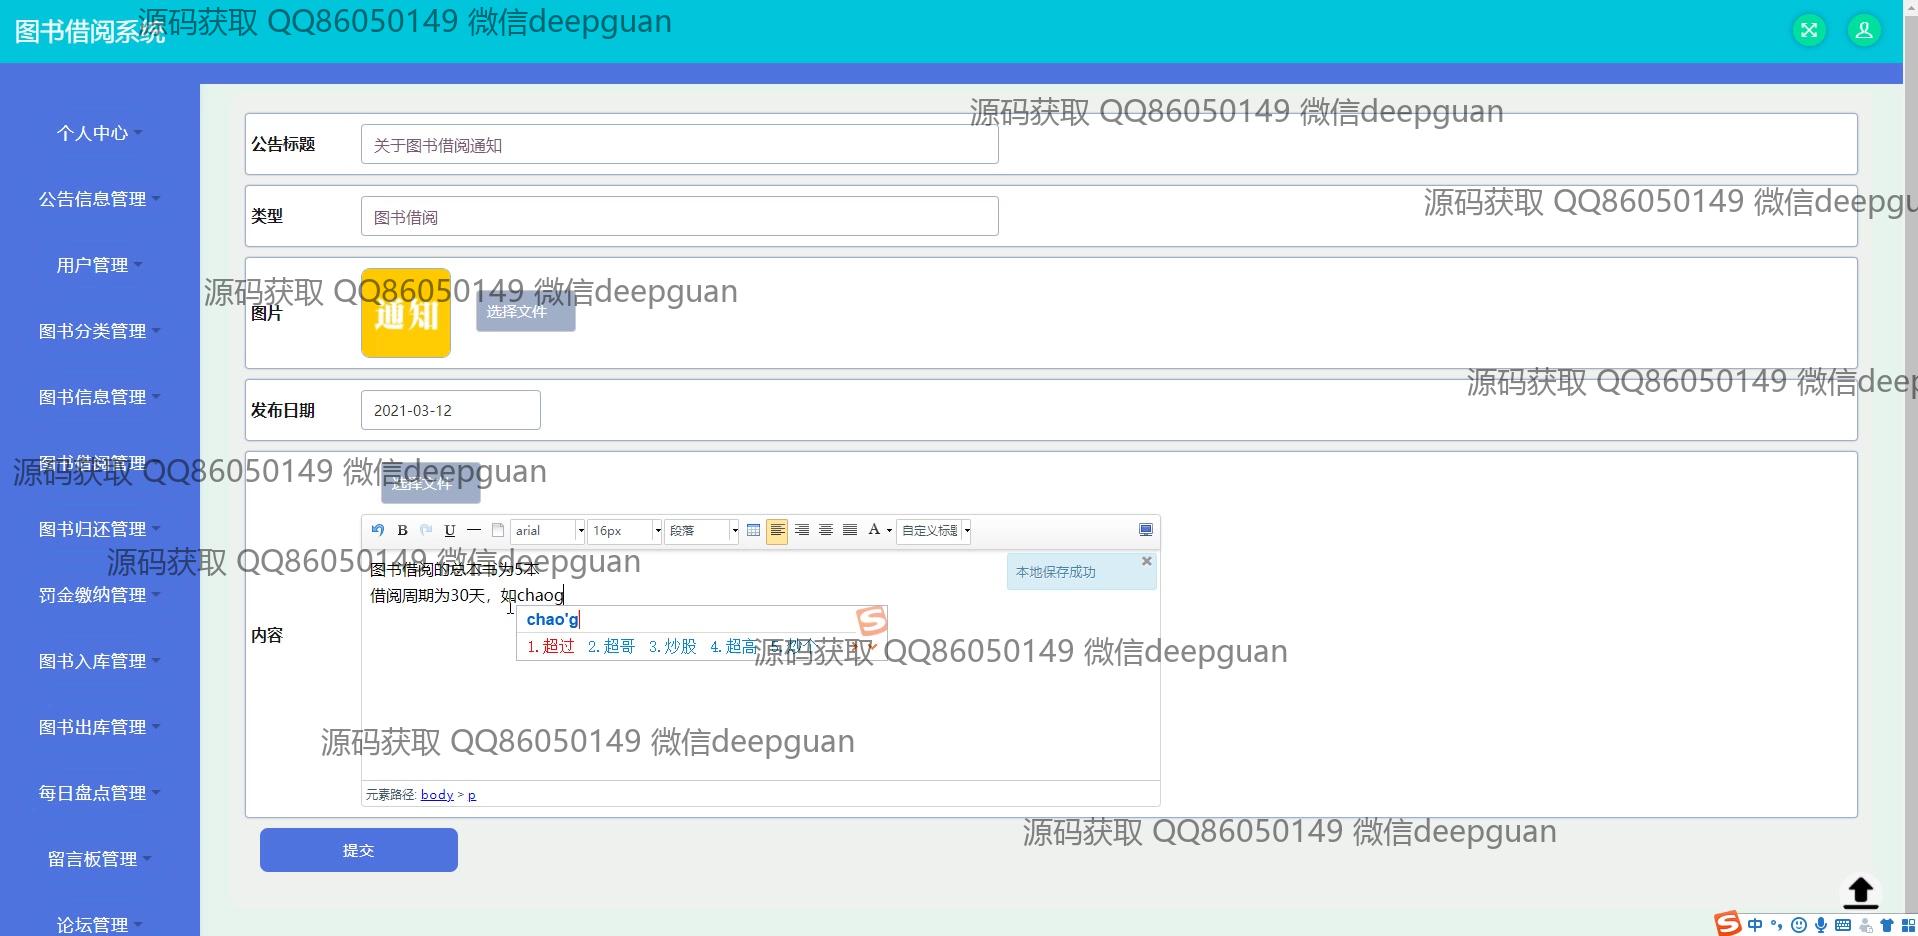 图书借阅系统
源码获取 QQ86050149 微信deepguan
源码获取 QQ86050149 微信deepguan
公告标题
关于图书借阅通知
源码获取 QQ86050149 微信deepgu
类型
图书借阅
源码获取 QQ86050149 微信deepguan
图片
通知
选择文件
源码获取 QQ86050149 微信deep
发布日期
2021-03-12
源码获取 QQ86050149 微信deepguan
选择文件
arial
16px
段落
自定义标题
源码获取 QQ86050149 微信deepguan
图书借阅的总本书为5本
本地保存成功
借阅周期为30天，如chaog
chao'g
1.超过 2.超哥 3.炒股 4.超高
内容
源码获取 QQ86050149 微信deepguan
源码获取 QQ86050149 微信deepguan
元素路径: body > p
源码获取 QQ86050149 微信deepguan
提交
个人中心
公告信息管理
用户管理
图书分类管理
图书信息管理
图书借阅管理
图书归还管理
罚金缴纳管理
图书入库管理
图书出库管理
每日盘点管理
留言板管理
论坛管理
中